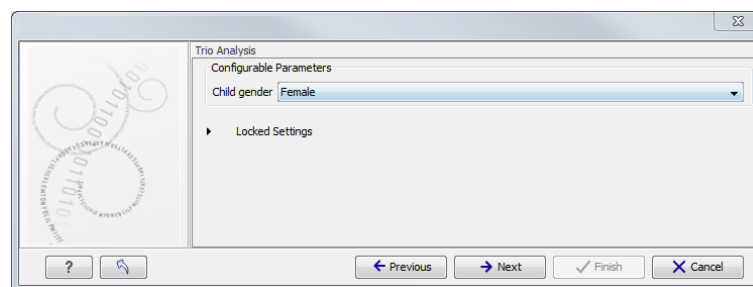 Trio Analysis
Configurable Parameters
Child gender Female
Locked Settings
? Previous Next Finish Cancel